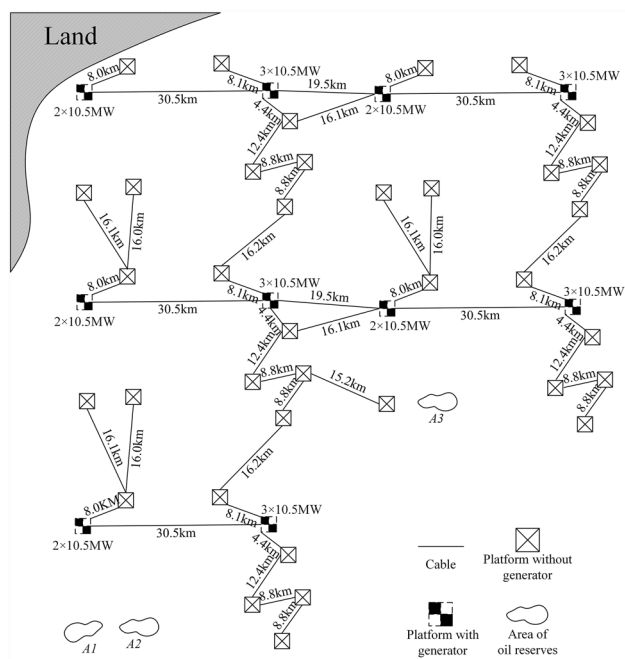 Land
8.0km
3×10.5MW
8.1km
19.5km
8.0km
3×10.5MW
8.1km
2×10.5MW
30.5km
4.4km
16.1km
2×10.5MW
30.5km
4.4km
12.4km
12.4km
8.8km
8.8km
8.8km
8.8km
16.1km
16.0km
16.1km
16.0km
16.2km
16.2km
8.0km
3×10.5MW
8.1km
19.5km
8.0km
3×10.5MW
8.1km
2×10.5MW
30.5km
4.4km
16.1km
2×10.5MW
30.5km
4.4km
12.4km
12.4km
8.8km
15.2km
8.8km
8.8km
8.8km
A3
16.1km
16.0km
16.2km
8.0KM
3×10.5MW
8.1km
2×10.5MW
30.5km
4.4km
12.4km
8.8km
8.8km
Cable
Platform without
generator
Platform with
generator
Area of
oil reserves
A1
A2